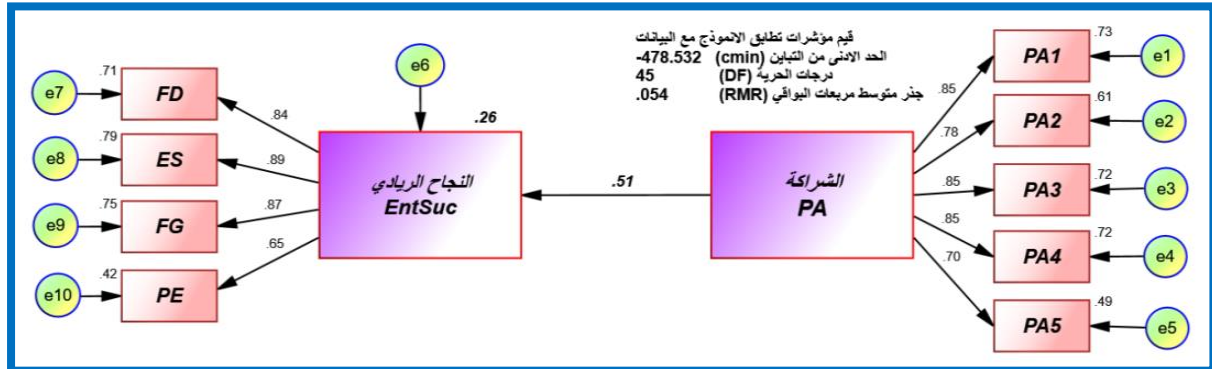 قيم مؤشرات تطابق الانموذج مع البيانات
الحد الادنى من التباين (cmin) -478.532
درجات الحرية (DF) 45
جذر متوسط مربعات البواقي (RMR) .054
e7
.71
FD
.84
e8
.79
ES
.89
e9
.75
FG
.87
e10
.42
PE
.65
e6
.26
النجاح الريادي
EntSuc
.51
الشراكة
PA
.85
PA1
.73
e1
.78
PA2
.61
e2
.85
PA3
.72
e3
.85
PA4
.72
e4
.70
PA5
.49
e5